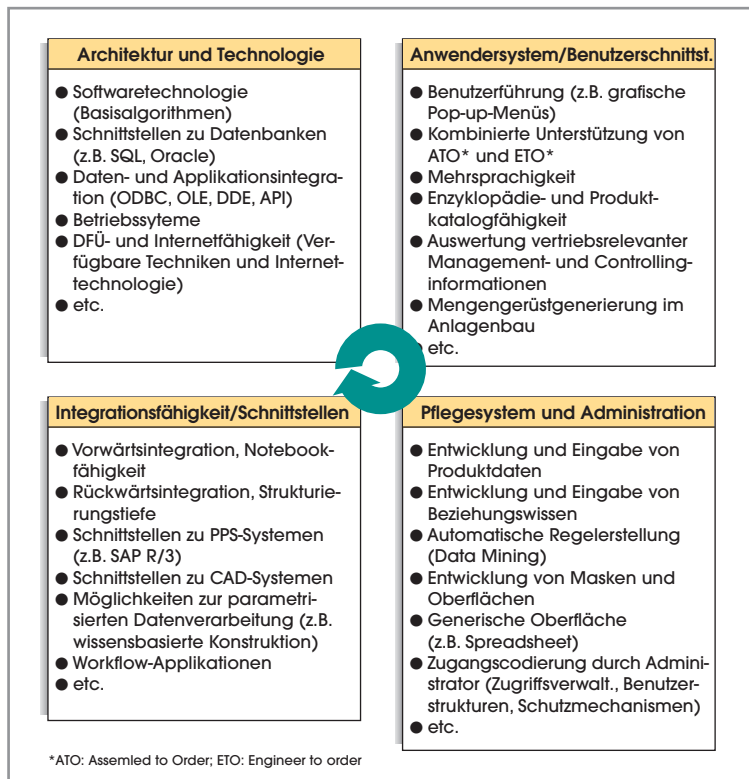 Architektur und Technologie
● Softwaretechnologie
(Basisalgorithmen)
● Schnittstellen zu Datenbanken
(z.B. SQL, Oracle)
● Daten- und Applikationsintegra-
tion (ODBC, OLE, DDE, API)
● Betriebssyteme
● DFÜ- und Internetfähigkeit (Ver-
fügbare Techniken und Internet-
technologie)
● etc.
Anwendersystem/Benutzerschnittst.
● Benutzerführung (z.B. grafische
Pop-up-Menüs)
● Kombinierte Unterstützung von
ATO* und ETO*
● Mehrsprachigkeit
● Enzyklopädie- und Produkt-
katalogfähigkeit
● Auswertung vertriebsrelevanter
Management- und Controlling-
informationen
● Mengengerüstgenerierung im
Anlagenbau
● etc.
Integrationsfähigkeit/Schnittstellen
● Vorwärtsintegration, Notebook-
fähigkeit
● Rückwärtsintegration, Strukturie-
rungstiefe
● Schnittstellen zu PPS-Systemen
(z.B. SAP R/3)
● Schnittstellen zu CAD-Systemen
● Möglichkeiten zur parametri-
sierten Datenverarbeitung (z.B.
wissensbasierte Konstruktion)
● Workflow-Applikationen
● etc.
Pflegesystem und Administration
● Entwicklung und Eingabe von
Produktdaten
● Entwicklung und Eingabe von
Beziehungswissen
● Automatische Regelerstellung
(Data Mining)
● Entwicklung von Masken und
Oberflächen
● Generische Oberfläche
(z.B. Spreadsheet)
● Zugangscodierung durch Admini-
strator (Zugriffsverwalt., Benutzer-
strukturen, Schutzmechanismen)
● etc.
*ATO: Assemled to Order; ETO: Engineer to order